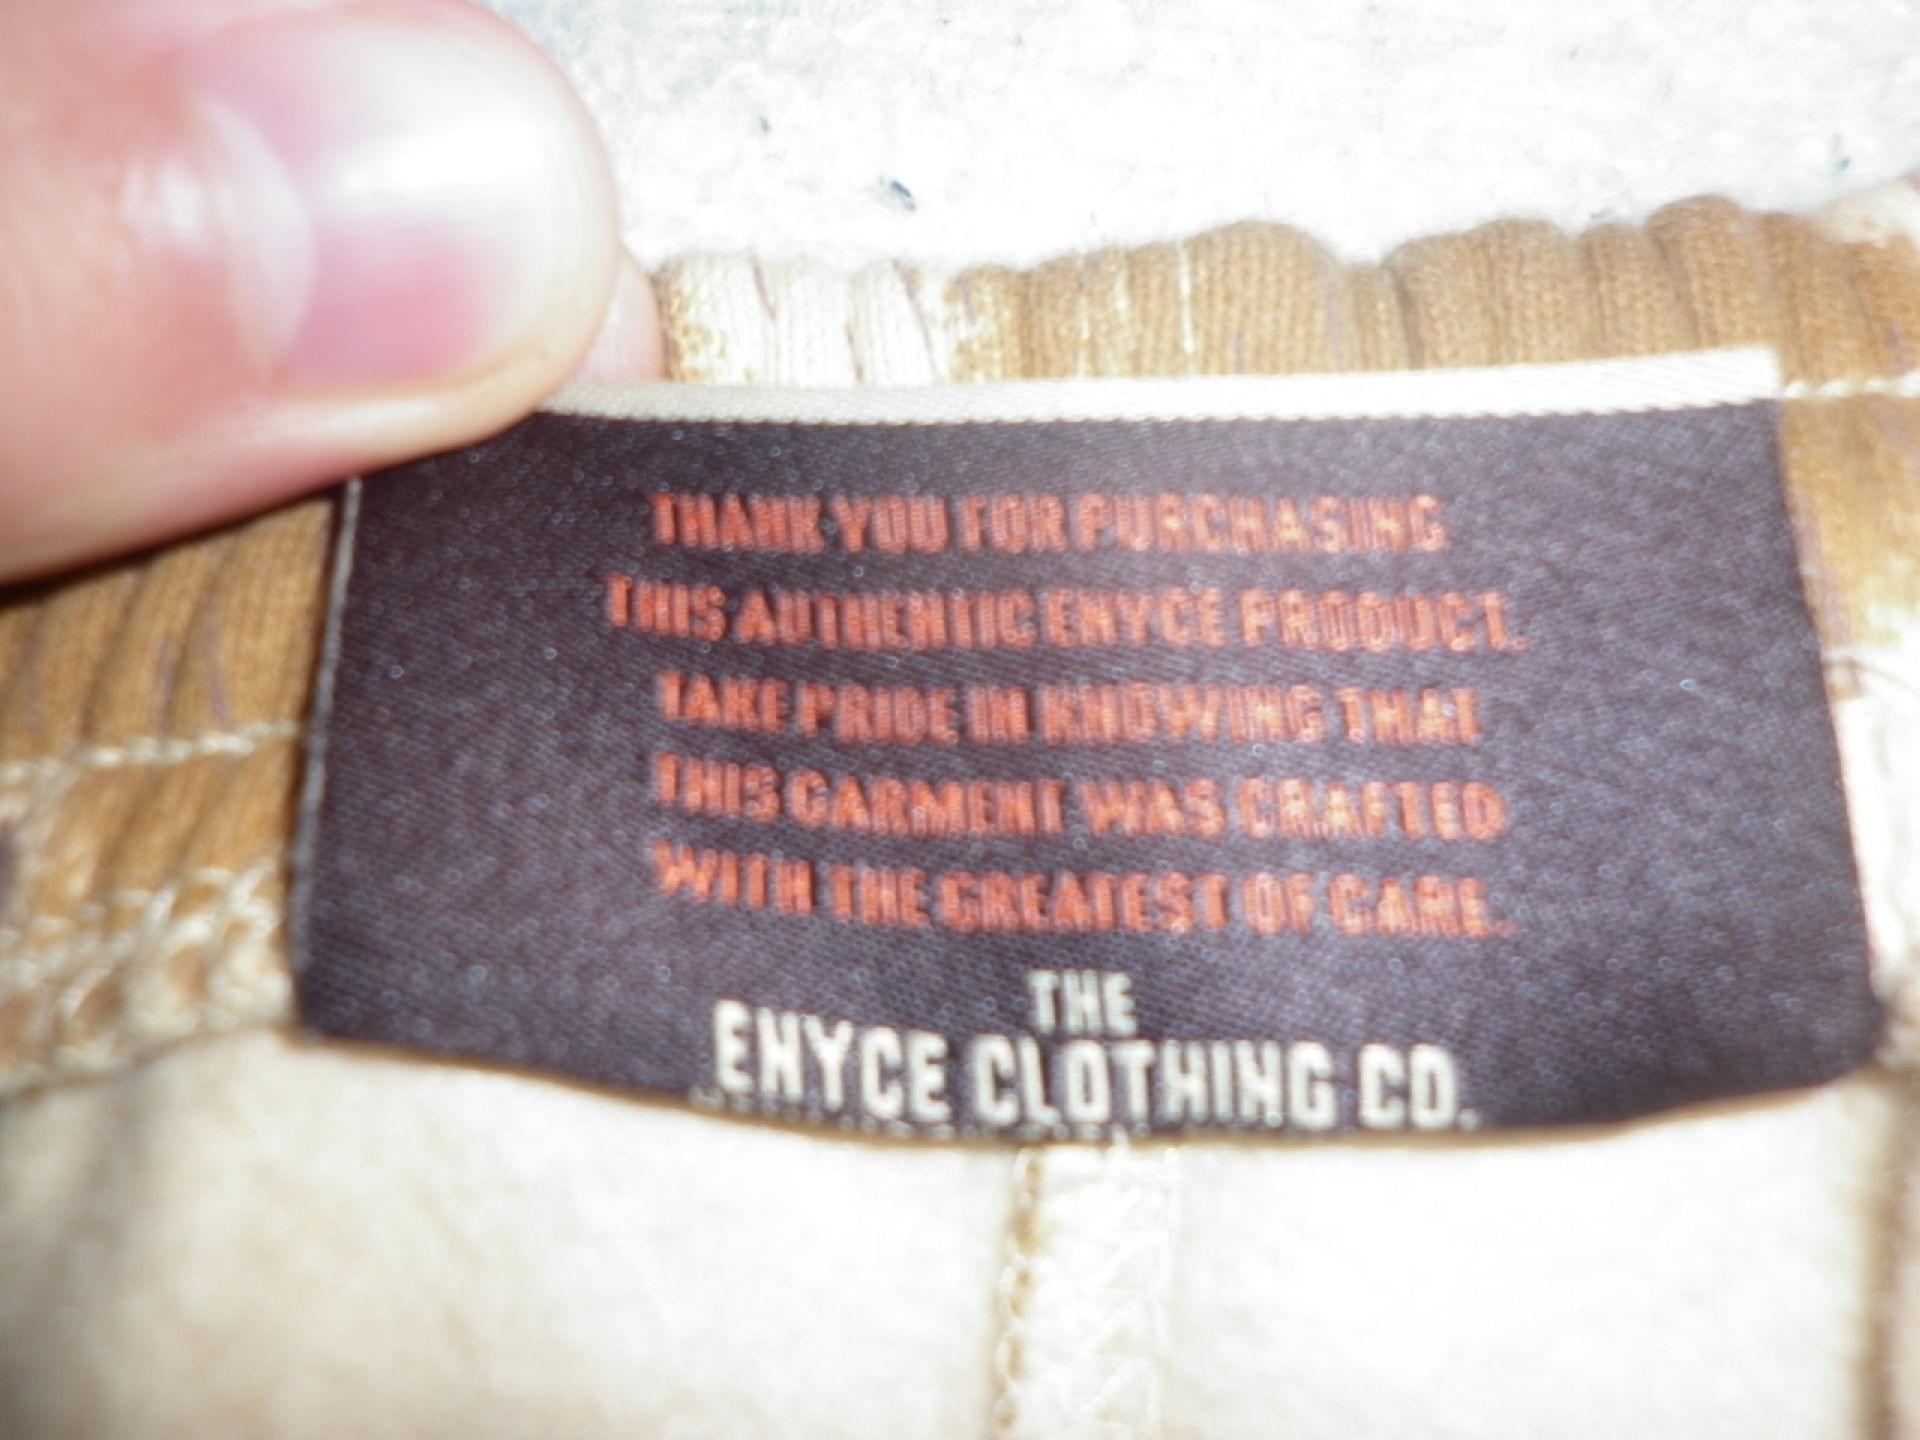 THANK YOU FOR PURCHASING
THIS AUTHENTIC ENYCE PRODUCT.
TAKE PRIDE IN KNOWING THAT
THIS GARMENT WAS CRAFTED
WITH THE GREATEST OF CARE.
THE
ENYCE CLOTHING CO.